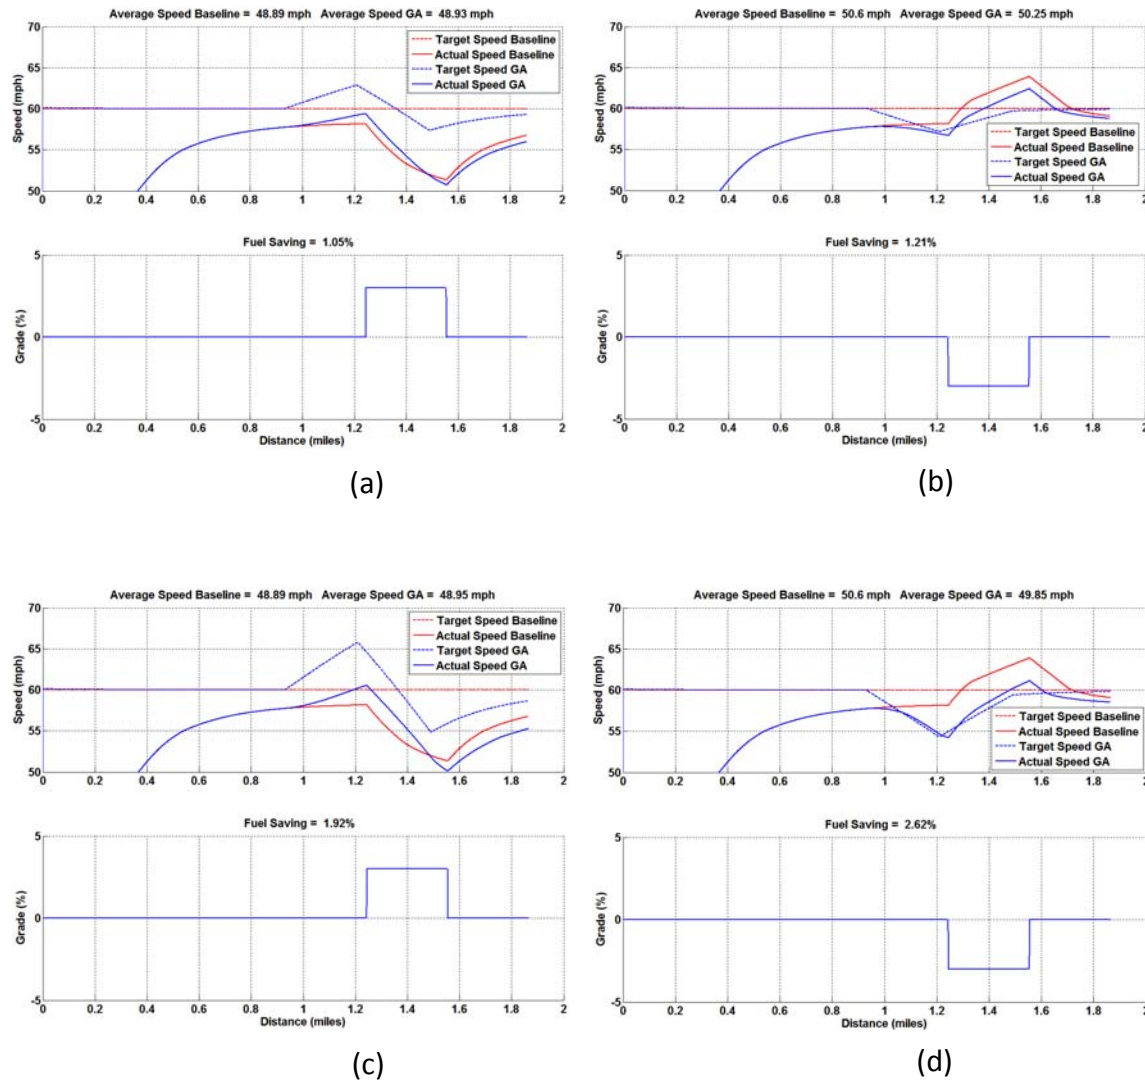 Average Speed Baseline = 48.89 mph Average Speed GA = 48.93 mph
70
65
60
55
50
Speed (mph)
Target Speed Baseline
Actual Speed Baseline
Target Speed GA
Actual Speed GA
0 0.2 0.4 0.6 0.8 1 1.2 1.4 1.6 1.8 2
Fuel Saving = 1.05%
5
0
-5
Grade (%)
0 0.2 0.4 0.6 0.8 1 1.2 1.4 1.6 1.8 2
Distance (miles)
(a)
Average Speed Baseline = 50.6 mph Average Speed GA = 50.25 mph
70
65
60
55
50
Speed (mph)
Target Speed Baseline
Actual Speed Baseline
Target Speed GA
Actual Speed GA
0 0.2 0.4 0.6 0.8 1 1.2 1.4 1.6 1.8 2
Fuel Saving = 1.21%
5
0
-5
Grade (%)
0 0.2 0.4 0.6 0.8 1 1.2 1.4 1.6 1.8 2
Distance (miles)
(b)
Average Speed Baseline = 48.89 mph Average Speed GA = 48.95 mph
70
65
60
55
50
Speed (mph)
Target Speed Baseline
Actual Speed Baseline
Target Speed GA
Actual Speed GA
0 0.2 0.4 0.6 0.8 1 1.2 1.4 1.6 1.8 2
Fuel Saving = 1.92%
5
0
-5
Grade (%)
0 0.2 0.4 0.6 0.8 1 1.2 1.4 1.6 1.8 2
Distance (miles)
(c)
Average Speed Baseline = 50.6 mph Average Speed GA = 49.85 mph
70
65
60
55
50
Speed (mph)
Target Speed Baseline
Actual Speed Baseline
Target Speed GA
Actual Speed GA
0 0.2 0.4 0.6 0.8 1 1.2 1.4 1.6 1.8 2
Fuel Saving = 2.62%
5
0
-5
Grade (%)
0 0.2 0.4 0.6 0.8 1 1.2 1.4 1.6 1.8 2
Distance (miles)
(d)